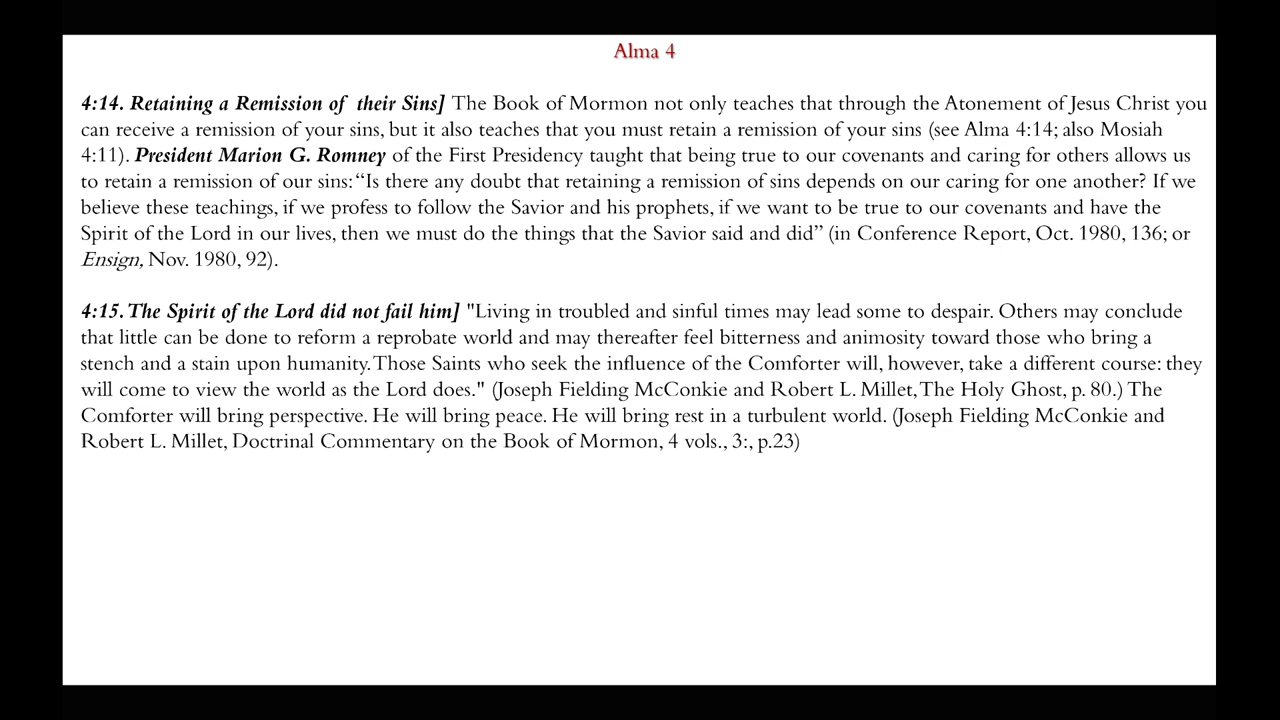 Alma 4
4:14. Retaining a Remission of their Sins] The Book of Mormon not only teaches that through the Atonement of Jesus Christ you
can receive a remission of your sins, but it also teaches that you must retain a remission of your sins (see Alma 4:14; also Mosiah
4:11). President Marion G. Romney of the First Presidency taught that being true to our covenants and caring for others allows us
to retain a remission of our sins: “Is there any doubt that retaining a remission of sins depends on our caring for one another? If we
believe these teachings, if we profess to follow the Savior and his prophets, if we want to be true to our covenants and have the
Spirit of the Lord in our lives, then we must do the things that the Savior said and did” (in Conference Report, Oct. 1980, 136; or
Ensign, Nov. 1980, 92).
4:15. The Spirit of the Lord did not fail him] "Living in troubled and sinful times may lead some to despair. Others may conclude
that little can be done to reform a reprobate world and may thereafter feel bitterness and animosity toward those who bring a
stench and a stain upon humanity. Those Saints who seek the influence of the Comforter will, however, take a different course: they
will come to view the world as the Lord does." (Joseph Fielding McConkie and Robert L. Millet, The Holy Ghost, p. 80.) The
Comforter will bring perspective. He will bring peace. He will bring rest in a turbulent world. (Joseph Fielding McConkie and
Robert L. Millet, Doctrinal Commentary on the Book of Mormon, 4 vols., 3:, p.23)